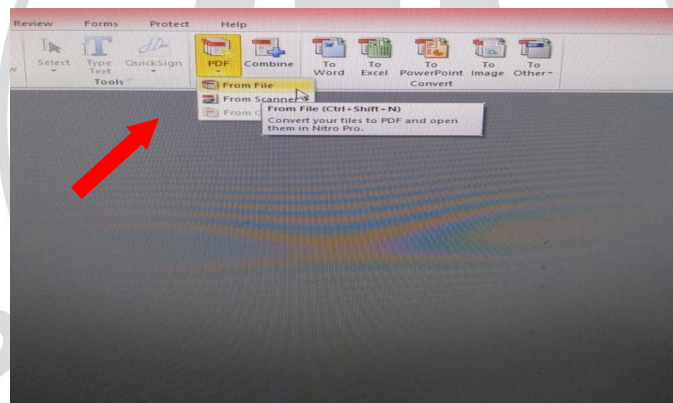 Review Forms Protect Help
Select Type Text QuickSign PDF Combine To Word To Excel To PowerPoint To Image To Other
Tools Convert
From File
From Scanner
From
From File (Ctrl+Shift+N)
Convert your files to PDF and open
them in Nitro Pro.